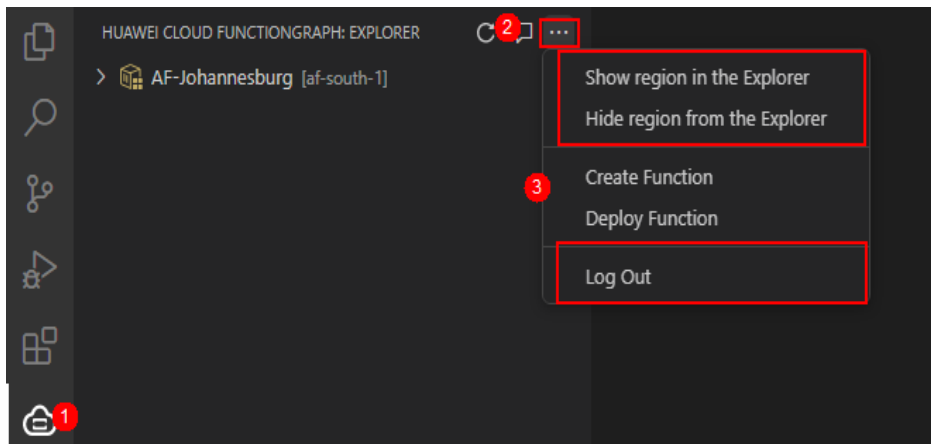 HUAWEI CLOUD FUNCTIONGRAPH: EXPLORER
2
AF-Johannesburg [af-south-1]
Show region in the Explorer
Hide region from the Explorer
3
Create Function
Deploy Function
Log Out
1